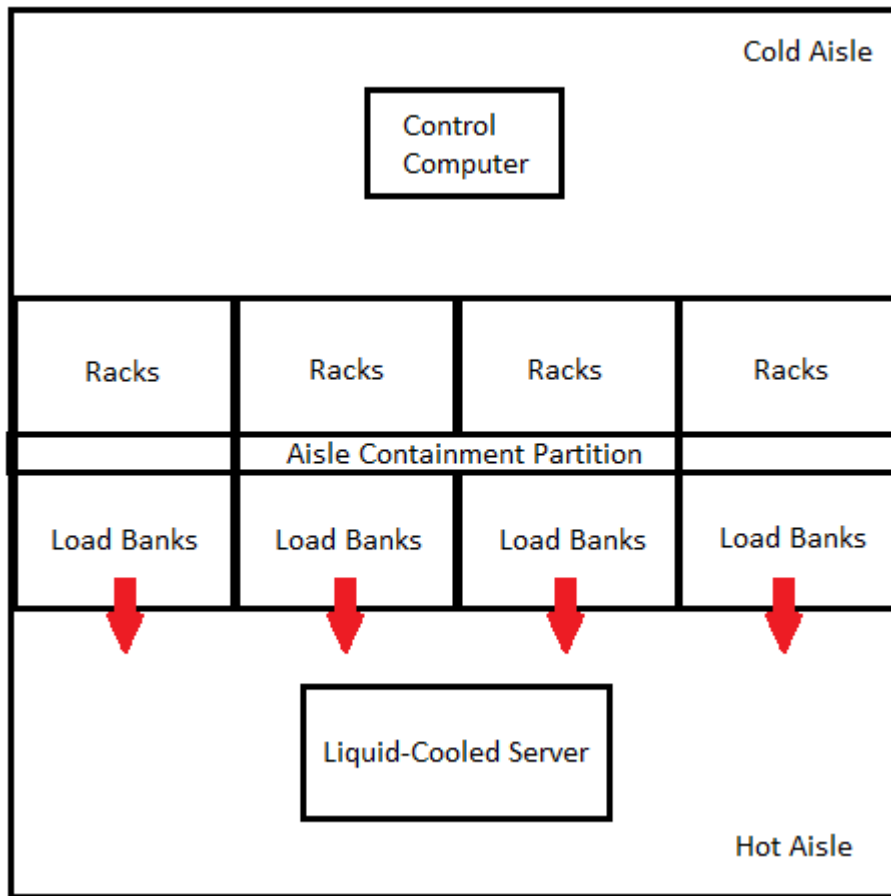 Cold Aisle
Control
Computer
Racks
Racks
Racks
Racks
Aisle Containment Partition
Load Banks
Load Banks
Load Banks
Load Banks
Liquid-Cooled Server
Hot Aisle